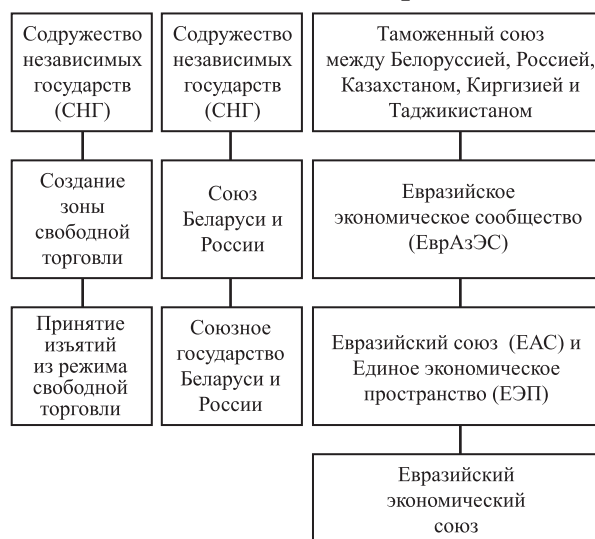 Содружество
независимых
государств
(СНГ)
Создание
зоны
свободной
торговли
Принятие
изъятий
из режима
свободной
торговли
Содружество
независимых
государств
(СНГ)
Союз
Беларуси и
России
Союзное
государство
Беларуси и
России
Таможенный союз
между Белоруссией, Россией,
Казахстаном, Киргизией и
Таджикистаном
Евразийское
экономическое сообщество
(ЕврАзЭС)
Евразийский союз (ЕАС) и
Единое экономическое
пространство (ЕЭП)
Евразийский
экономический
союз